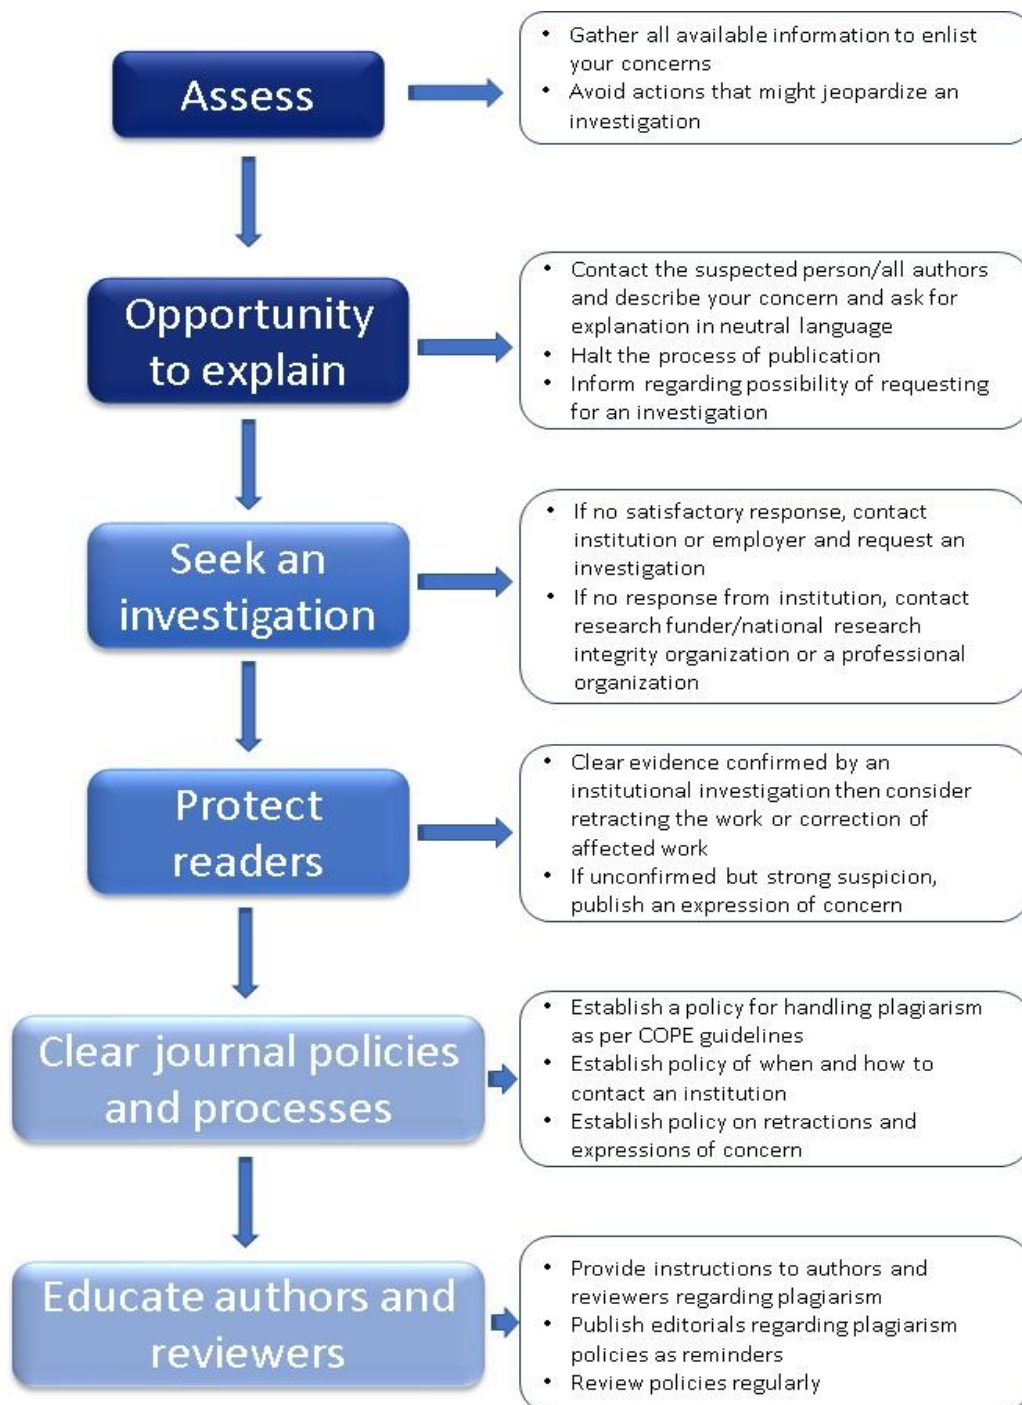 Assess
• Gather all available information to enlist
your concerns
• Avoid actions that might jeopardize an
investigation
Opportunity
to explain
• Contact the suspected person/all authors
and describe your concern and ask for
explanation in neutral language
• Halt the process of publication
• Inform regarding possibility of requesting
for an investigation
Seek an
investigation
• If no satisfactory response, contact
institution or employer and request an
investigation
• If no response from institution, contact
research funder/national research
integrity organization or a professional
organization
Protect
readers
• Clear evidence confirmed by an
institutional investigation then consider
retracting the work or correction of
affected work
• If unconfirmed but strong suspicion,
publish an expression of concern
Clear journal policies
and processes
• Establish a policy for handling plagiarism
as per COPE guidelines
• Establish policy of when and how to
contact an institution
• Establish policy on retractions and
expressions of concern
Educate authors and
reviewers
• Provide instructions to authors and
reviewers regarding plagiarism
• Publish editorials regarding plagiarism
policies as reminders
• Review policies regularly